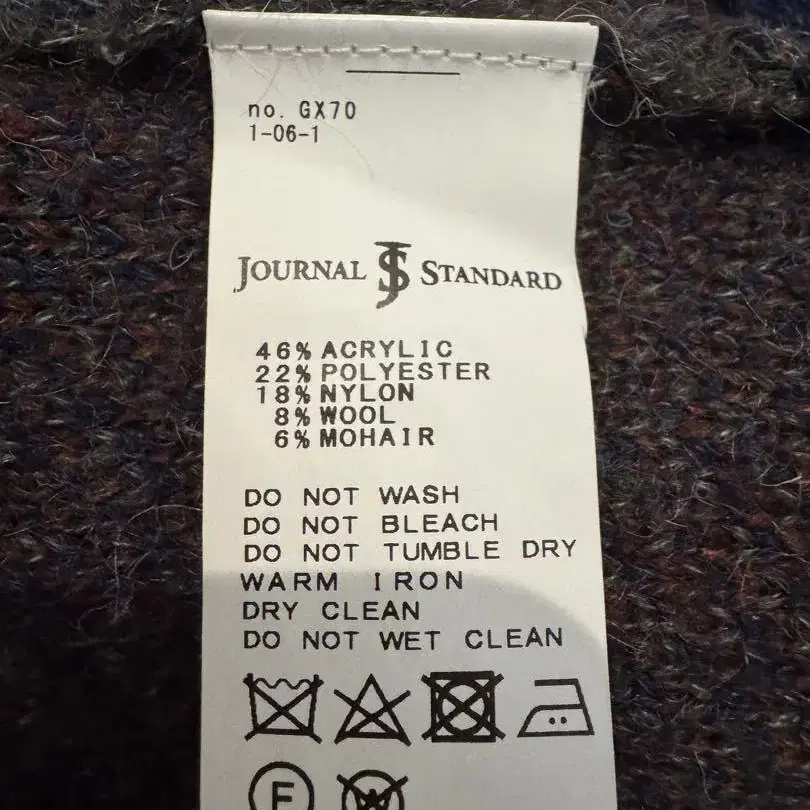 no. GX70
1-06-1
JOURNAL JS STANDARD
46% ACRYLIC
22% POLYESTER
18% NYLON
8% WOOL
6% MOHAIR
DO NOT WASH
DO NOT BLEACH
DO NOT TUMBLE DRY
WARM IRON
DRY CLEAN
DO NOT WET CLEAN
F W